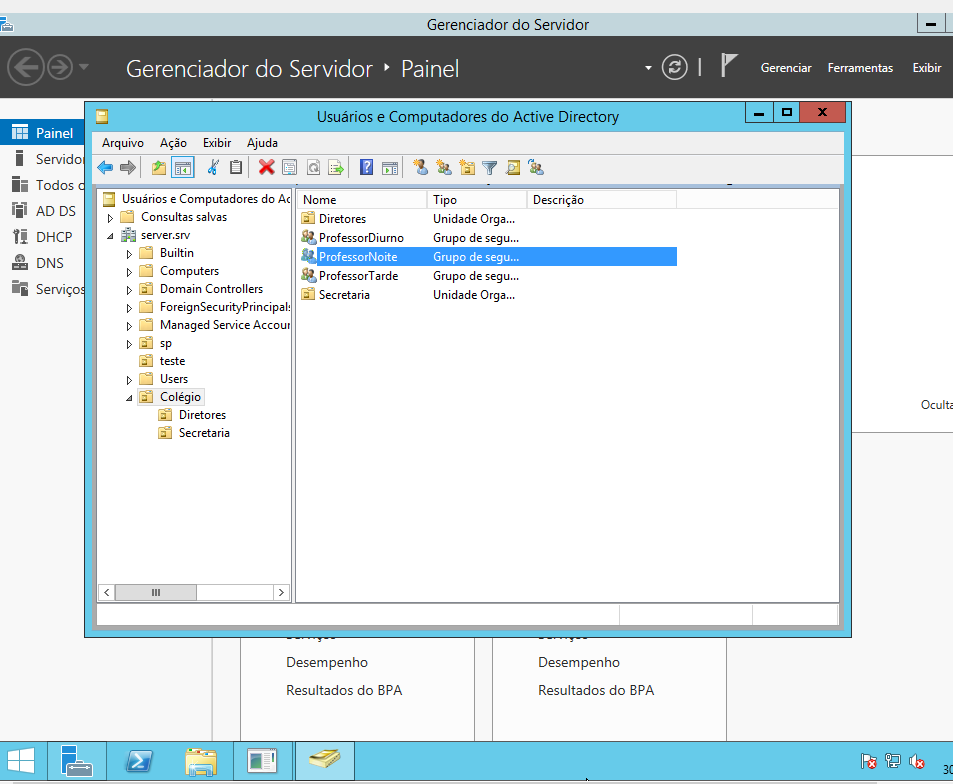 Gerenciador do Servidor
Gerenciador do Servidor ‣ Painel
Gerenciar Ferramentas Exibir
Painel
Servidor
Todos
AD DS
DHCP
DNS
Serviços
Usuários e Computadores do Active Directory
Arquivo Ação Exibir Ajuda
Usuários e Computadores do Ac
Consultas salvas
server.srv
Builtin
Computers
Domain Controllers
ForeignSecurityPrincipals
Managed Service Accoun
sp
teste
Users
Colégio
Diretores
Secretaria
Nome Tipo Descrição
Diretores Unidade Orga...
ProfessorDiurno Grupo de segu...
ProfessorNoite Grupo de segu...
ProfessorTarde Grupo de segu...
Secretaria Unidade Orga...
Oculta
Serviços Serviços
Desempenho Desempenho
Resultados do BPA Resultados do BPA
30